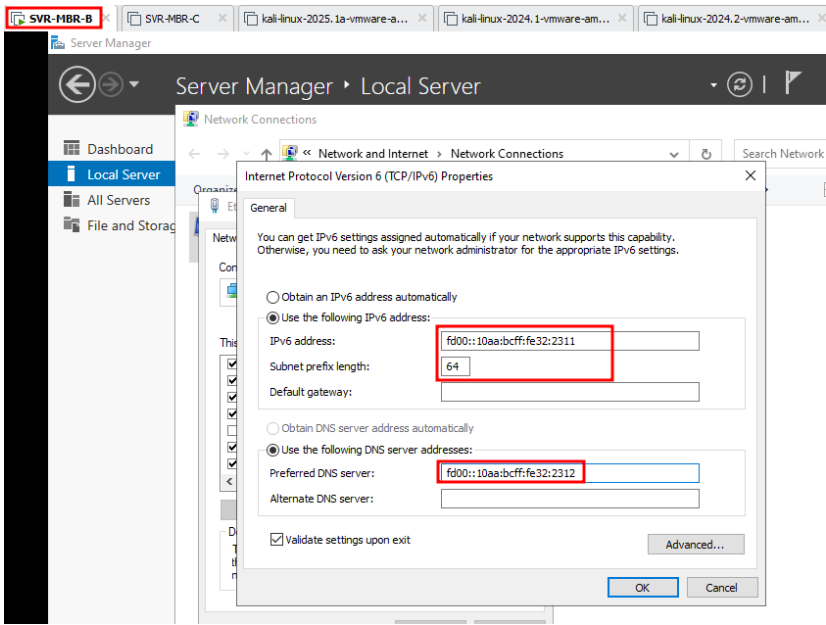 SVR-MBR-B
SVR-MBR-C
kali-linux-2025.1a-vmware-a...
kali-linux-2024.1-vmware-am...
kali-linux-2024.2-vmware-am...
Server Manager
Server Manager • Local Server
Network Connections
Dashboard
Local Server
All Servers
File and Storag
« Network and Internet › Network Connections
Search Network
Organize
Internet Protocol Version 6 (TCP/IPv6) Properties
Et
General
Netw
You can get IPv6 settings assigned automatically if your network supports this capability.
Otherwise, you need to ask your network administrator for the appropriate IPv6 settings.
Con
Obtain an IPv6 address automatically
Use the following IPv6 address:
IPv6 address:
fd00::10aa:bcff:fe32:2311
This
Subnet prefix length:
64
Default gateway:
Obtain DNS server address automatically
Use the following DNS server addresses:
Preferred DNS server:
fd00::10aa:bcff:fe32:2312
Alternate DNS server:
Validate settings upon exit
Advanced...
OK
Cancel